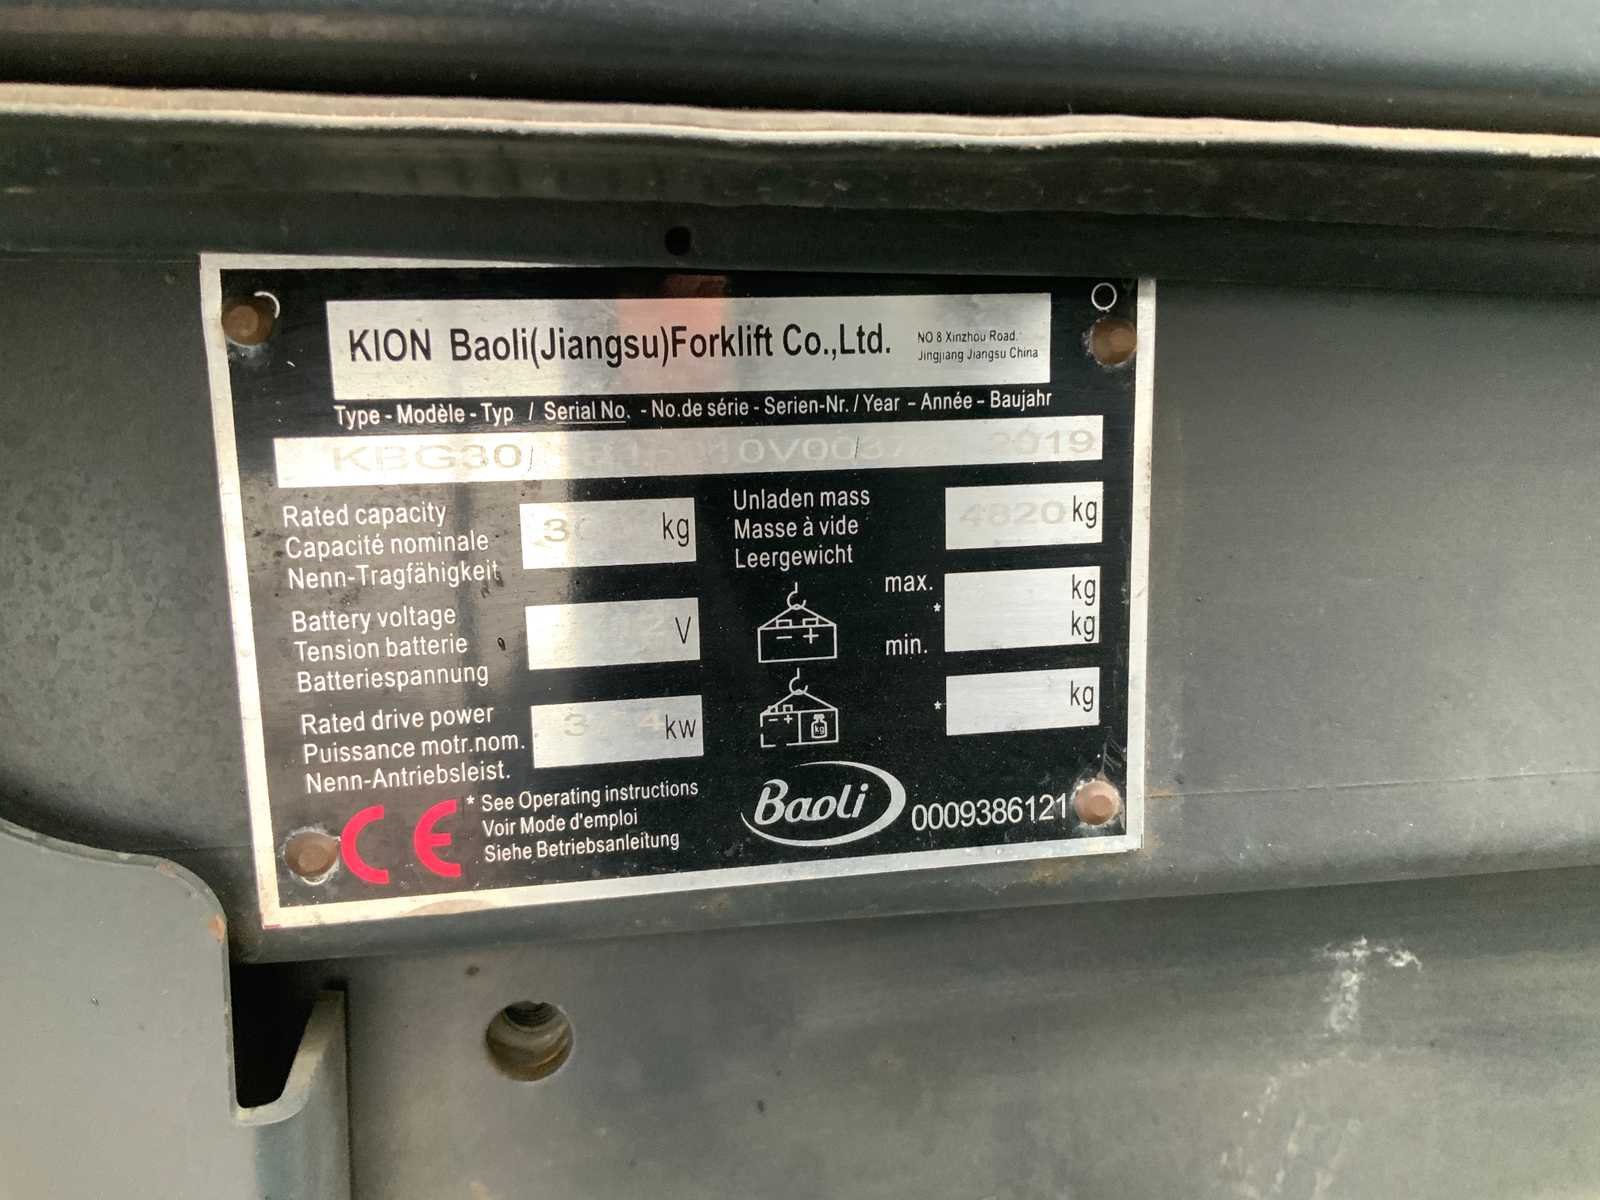 KION Baoli(Jiangsu)Forklift Co.,Ltd.
NO 8 Xinzhou Road.
Jingjiang Jiangsu China
Type - Modèle - Typ / Serial No. - No.de série - Serien-Nr. / Year - Année - Baujahr
KBG30 / / 2019
Rated capacity
Capacité nominale
Nenn-Tragfähigkeit
kg
Unladen mass
Masse à vide
Leergewicht
4820 kg
Battery voltage
Tension batterie
Batteriespannung
12 V
- +
max. kg
*
min. kg
Rated drive power
Puissance motr.nom.
Nenn-Antriebsleist.
kw
- + kg
* kg
CE
* See Operating instructions
Voir Mode d'emploi
Siehe Betriebsanleitung
Baoli
0009386121